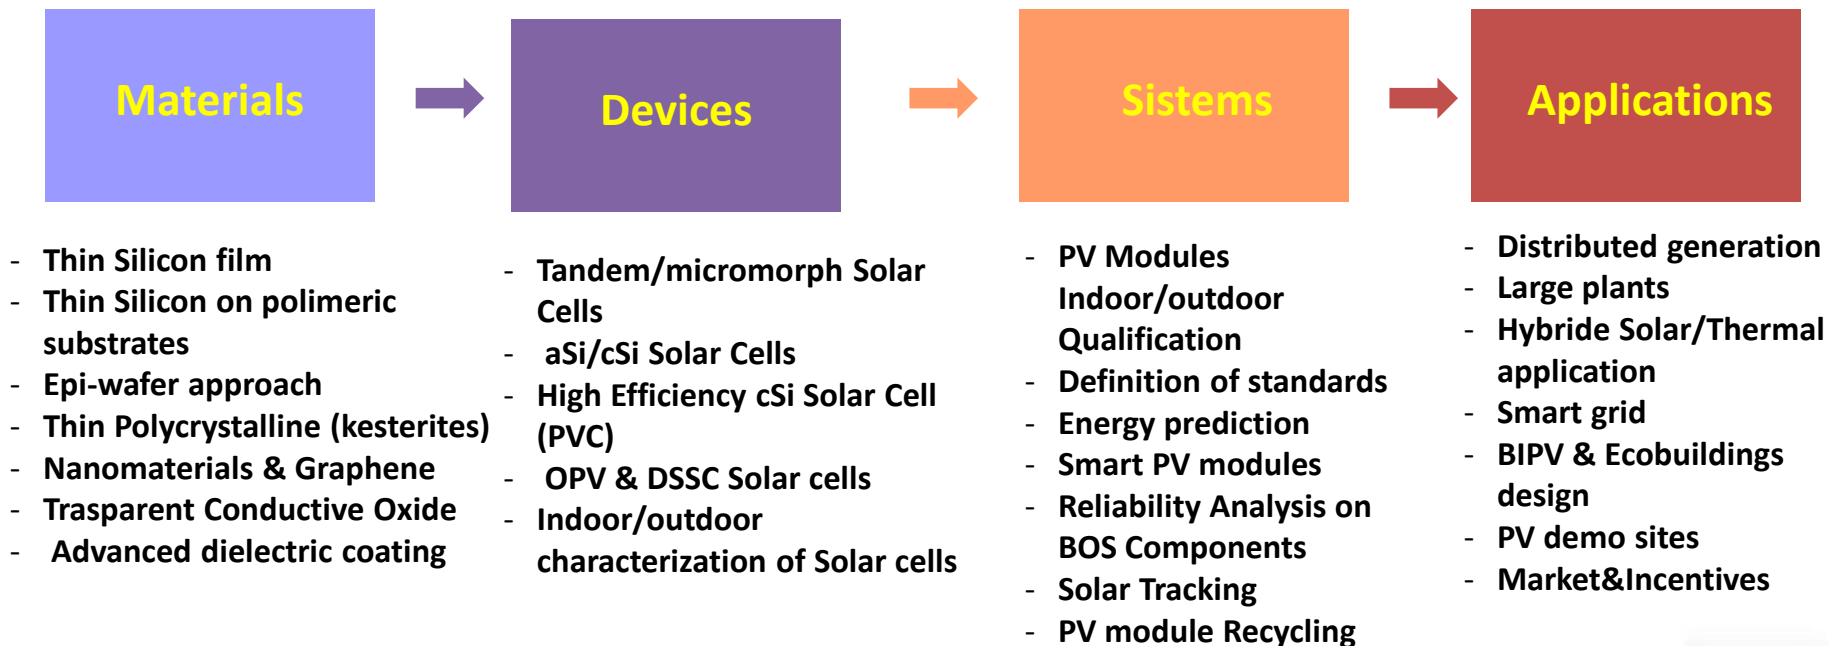 Materials
Devices
Sistems
Applications
- Thin Silicon film
- Thin Silicon on polimeric
substrates
- Epi-wafer approach
- Thin Polycrystalline (kesterites)
- Nanomaterials & Graphene
- Trasparent Conductive Oxide
- Advanced dielectric coating
- Tandem/micromorph Solar
Cells
- aSi/cSi Solar Cells
- High Efficiency cSi Solar Cell
(PVC)
- OPV & DSSC Solar cells
- Indoor/outdoor
characterization of Solar cells
- PV Modules
Indoor/outdoor
Qualification
- Definition of standards
- Energy prediction
- Smart PV modules
- Reliability Analysis on
BOS Components
- Solar Tracking
- PV module Recycling
- Distributed generation
- Large plants
- Hybride Solar/Thermal
application
- Smart grid
- BIPV & Ecobuildings
design
- PV demo sites
- Market&Incentives